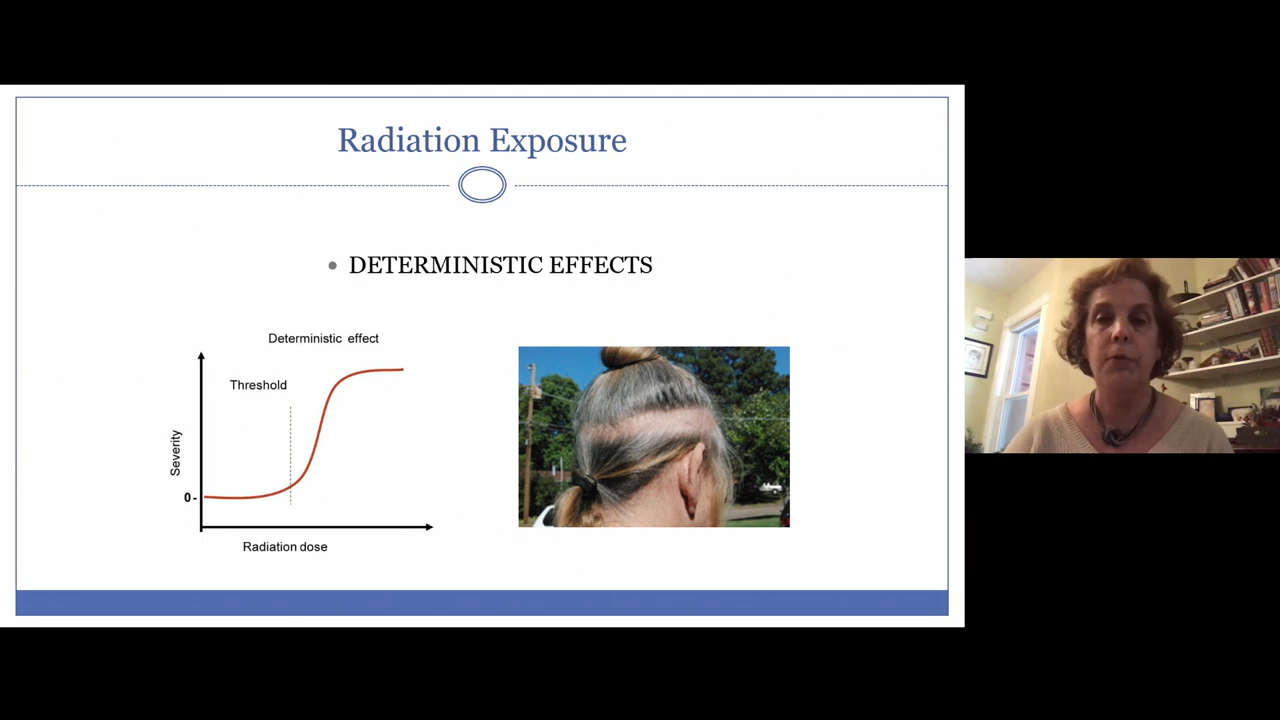 Radiation Exposure
DETERMINISTIC EFFECTS
Deterministic effect
Threshold
Severity
0
Radiation dose